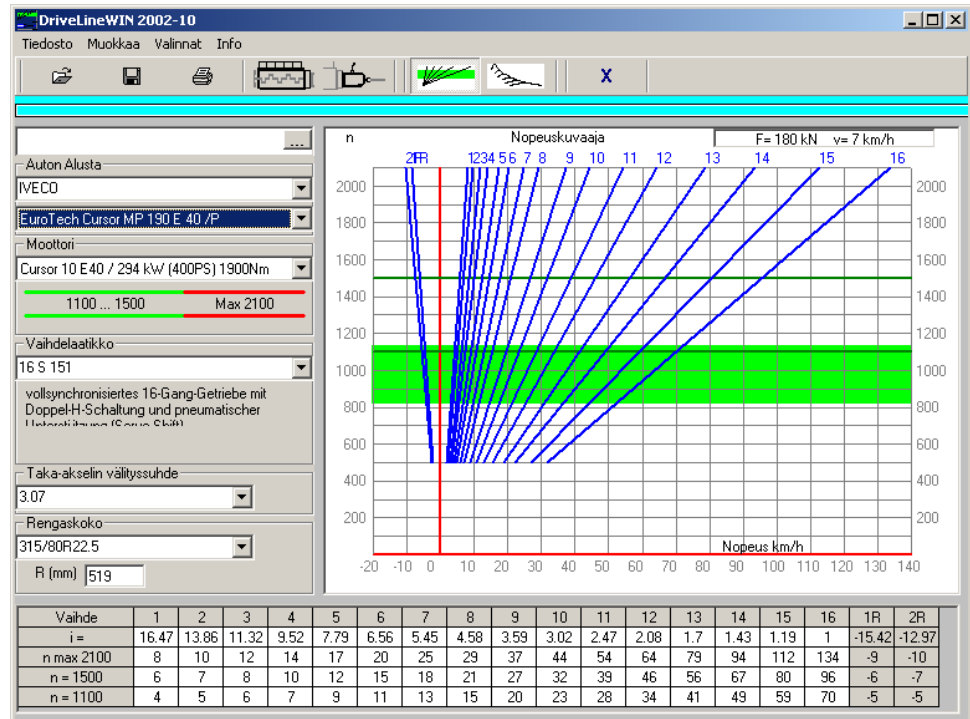 DriveLineWIN 2002-10
Tiedosto Muokkaa Valinnat Info
X
...
Auton Alusta
IVECO
EuroTech Cursor MP 190 E 40 /P
Moottori
Cursor 10 E40 / 294 kW (400PS) 1900Nm
1100 ... 1500 Max 2100
Vaihdelaatikko
16 S 151
vollsynchronisiertes 16-Gang-Getriebe mit
Doppel-H-Schaltung und pneumatischer
Taka-akselin välityssuhde
3.07
Rengaskoko
315/80R22.5
R (mm) 519
n Nopeuskuvaaja F= 180 kN v= 7 km/h
2R 1R 1 2 3 4 5 6 7 8 9 10 11 12 13 14 15 16
2000 2000
1800 1800
1600 1600
1400 1400
1200 1200
1000 1000
800 800
600 600
400 400
200 200
Nopeus km/h
-20 -10 0 10 20 30 40 50 60 70 80 90 100 110 120 130 140
Vaihde 1 2 3 4 5 6 7 8 9 10 11 12 13 14 15 16 1R 2R
i = 16.47 13.86 11.32 9.52 7.79 6.56 5.45 4.58 3.59 3.02 2.47 2.08 1.7 1.43 1.19 1 -15.42 -12.97
n max 2100 8 10 12 14 17 20 25 29 37 44 54 64 79 94 112 134 -9 -10
n = 1500 6 7 8 10 12 15 18 21 27 32 39 46 56 67 80 96 -6 -7
n = 1100 4 5 6 7 9 11 13 15 20 23 28 34 41 49 59 70 -5 -5